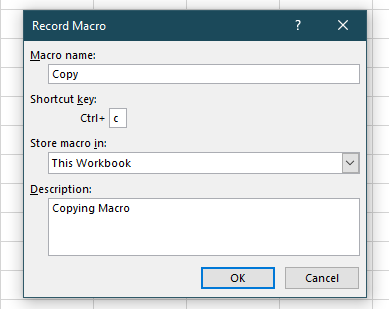 Record Macro ?
Macro name:
Copy
Shortcut key:
Ctrl+ c
Store macro in:
This Workbook
Description:
Copying Macro
OK Cancel